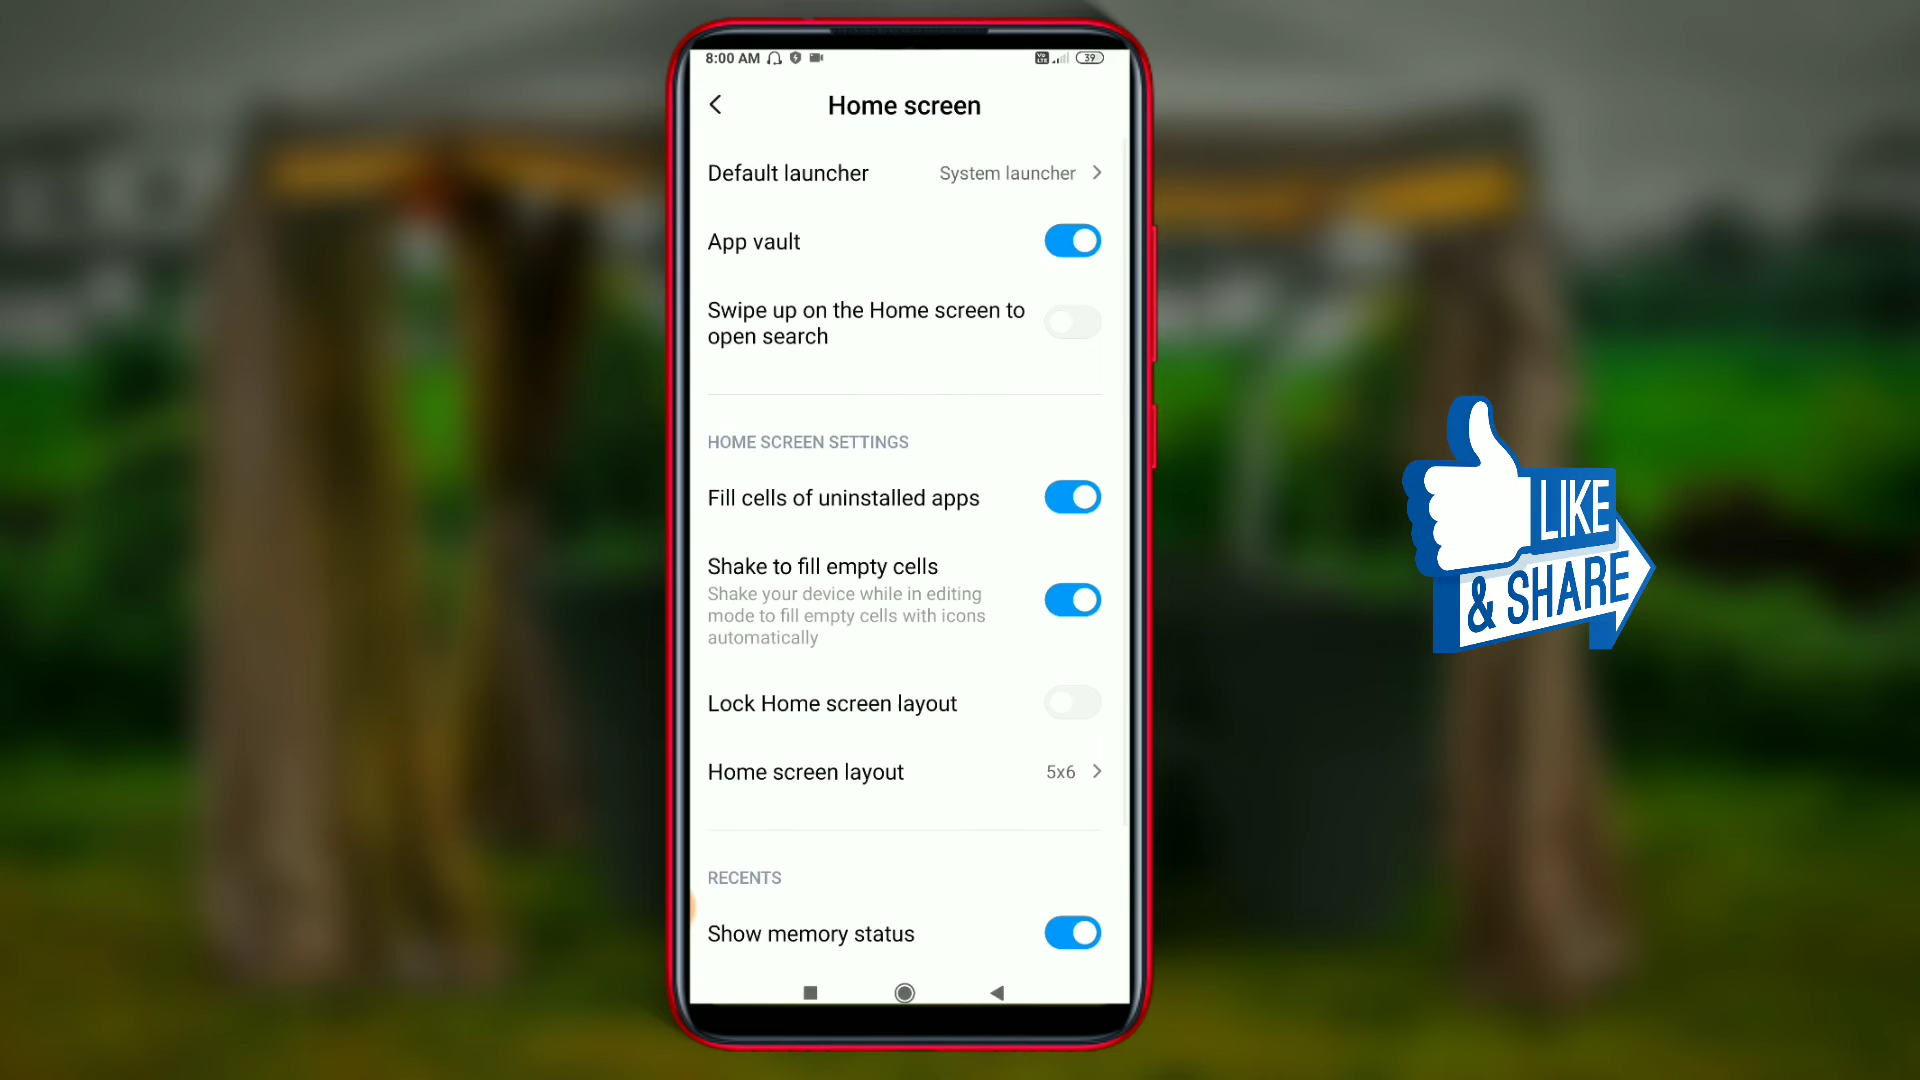 8:00 AM
Vo
LTE
39
Home screen
Default launcher
System launcher
App vault
Swipe up on the Home screen to
open search
HOME SCREEN SETTINGS
Fill cells of uninstalled apps
Shake to fill empty cells
Shake your device while in editing
mode to fill empty cells with icons
automatically
Lock Home screen layout
Home screen layout
5x6
RECENTS
Show memory status
LIKE
& SHARE